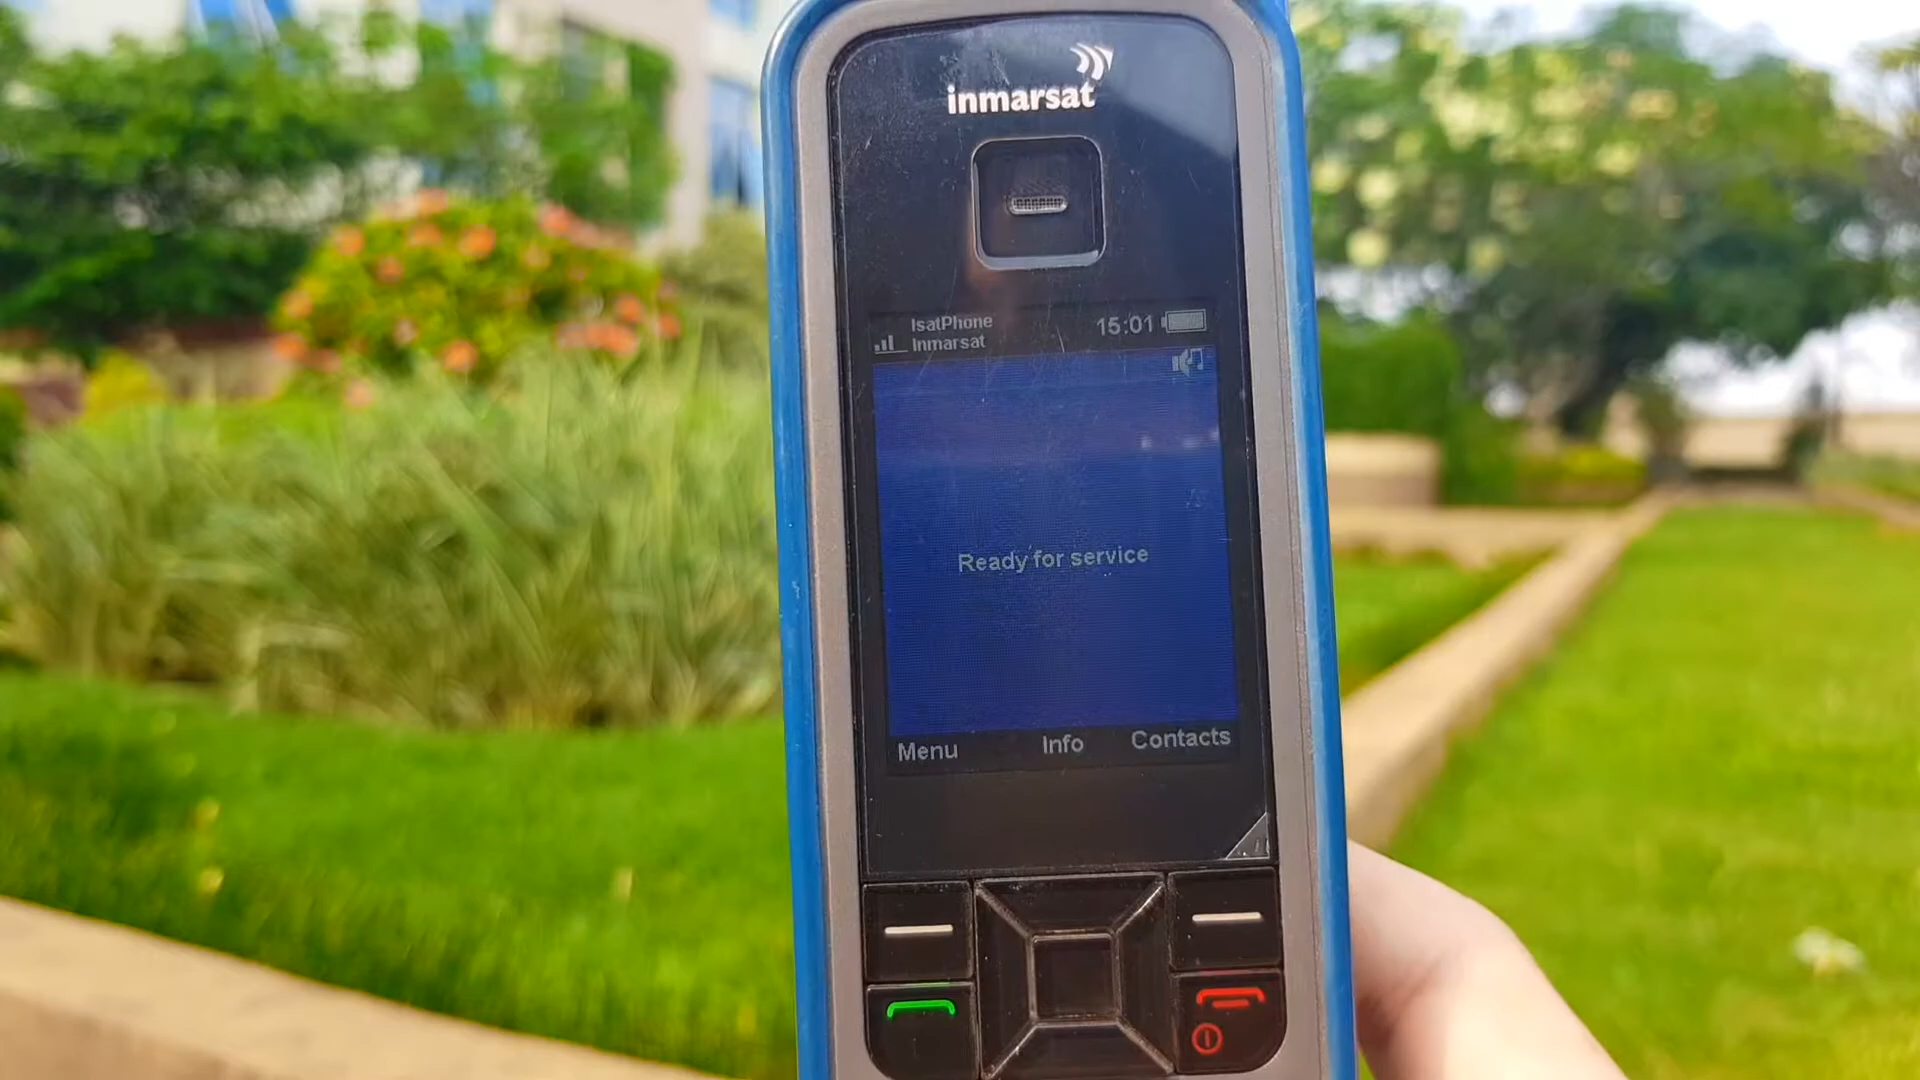 inmarsat
IsatPhone
Inmarsat
15:01
Ready for service
Menu Info Contacts